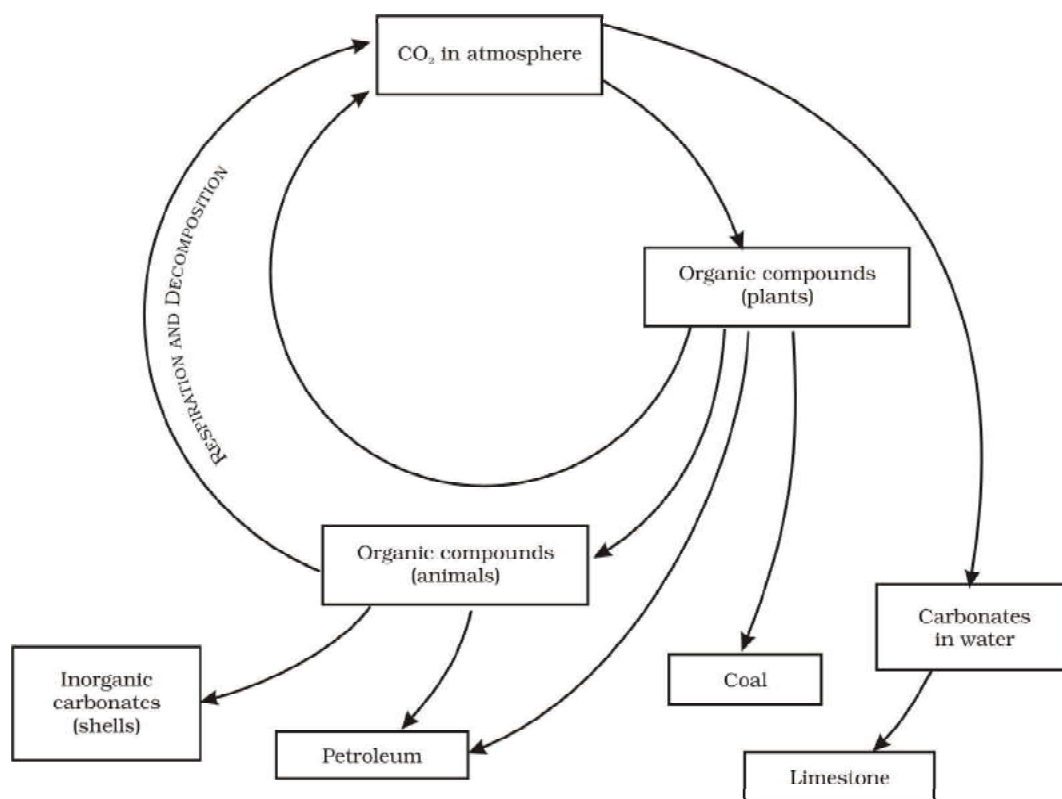 CO₂ in atmosphere
RESPIRATION AND DECOMPOSITION
Organic compounds
(plants)
Organic compounds
(animals)
Carbonates
in water
Inorganic
carbonates
(shells)
Coal
Petroleum
Limestone